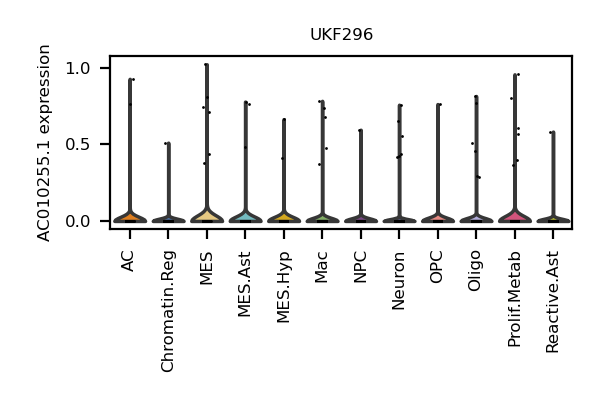 UKF296
AC010255.1 expression
1.0
0.5
0.0
AC
Chromatin.Reg
MES
MES.Ast
MES.Hyp
Mac
NPC
Neuron
OPC
Oligo
Prolif.Metab
Reactive.Ast